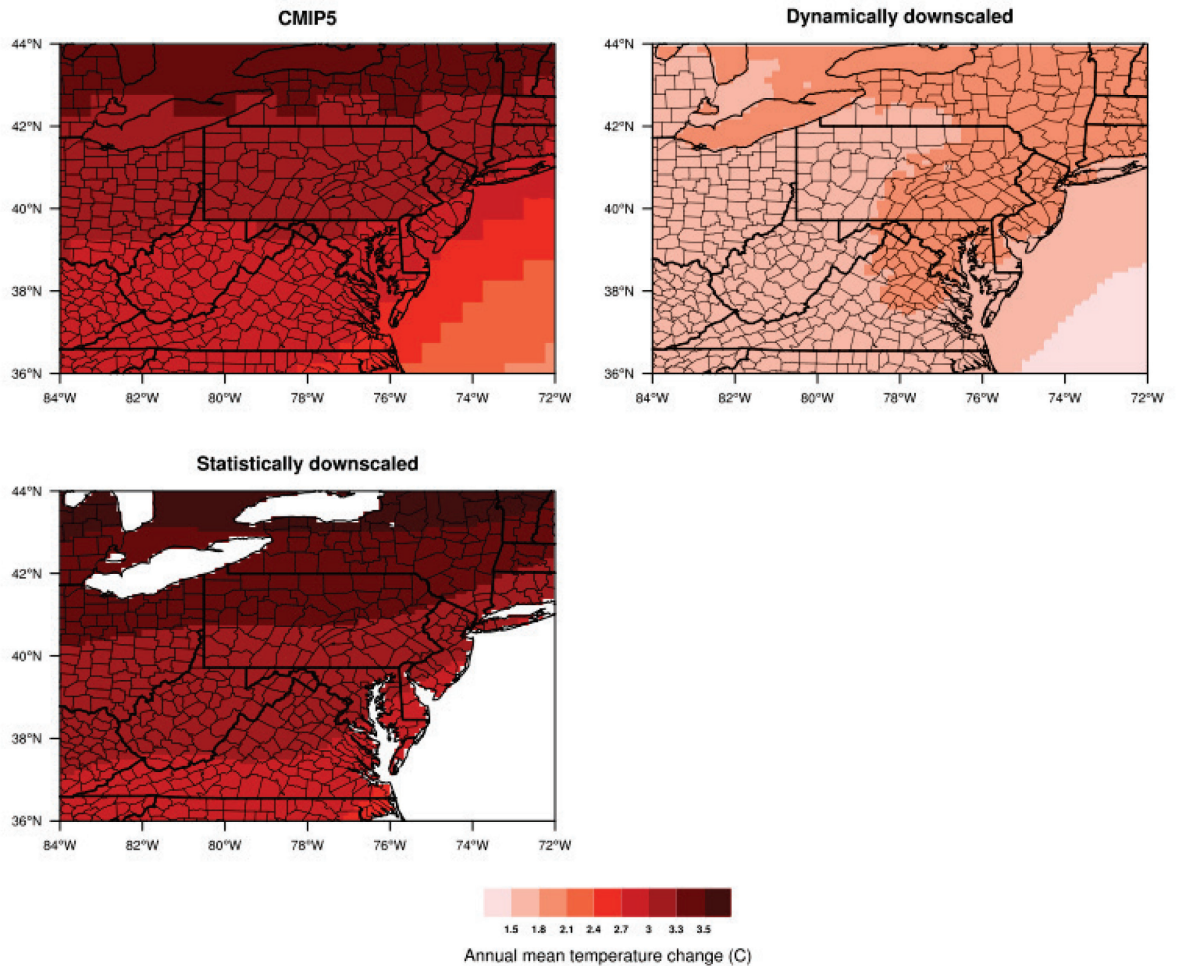 CMIP5
44°N
42°N
40°N
38°N
36°N
84°W 82°W 80°W 78°W 76°W 74°W 72°W
Dynamically downscaled
44°N
42°N
40°N
38°N
36°N
84°W 82°W 80°W 78°W 76°W 74°W 72°W
Statistically downscaled
44°N
42°N
40°N
38°N
36°N
84°W 82°W 80°W 78°W 76°W 74°W 72°W
1.5 1.8 2.1 2.4 2.7 3 3.3 3.5
Annual mean temperature change (C)